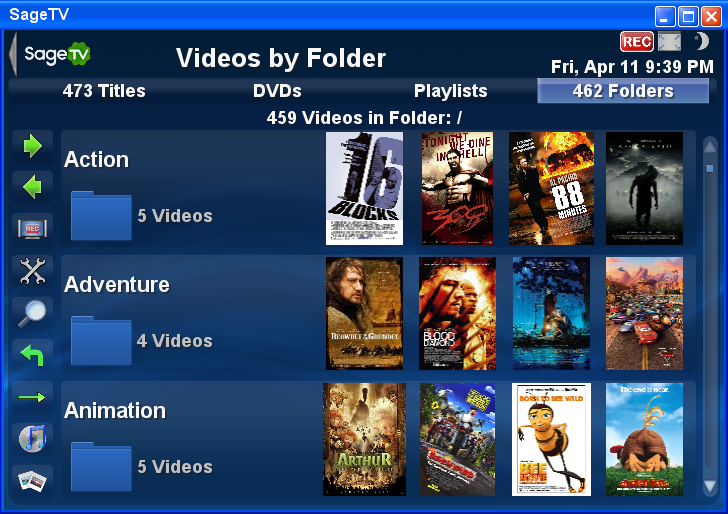 SageTV
SageTV
Videos by Folder
REC
Fri, Apr 11 9:39 PM
473 Titles
DVDs
Playlists
462 Folders
459 Videos in Folder: /
Action
5 Videos
REC
16
BLOCKS
TONIGHT WE DINE
IN HELL!
300
AL PACINO
88
MINUTES
Adventure
4 Videos
BEOWULF & GRENDEL
BLOOD
DIAMOND
Animation
5 Videos
ARTHUR
BORN TO BEE WILD
BEE
MOVIE
The end is near.